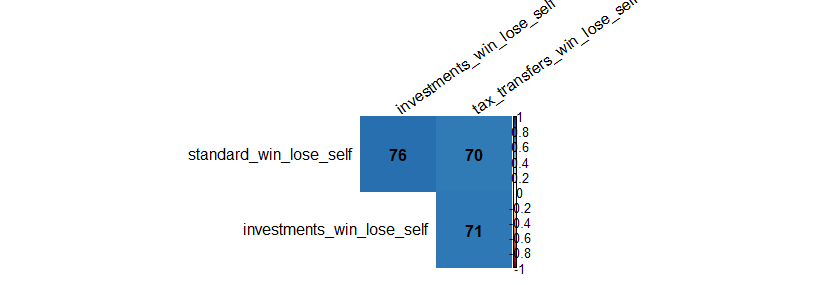 investments_win_lose_self
tax_transfers_win_lose_self
standard_win_lose_self 76 70
investments_win_lose_self 71
1
0.8
0.6
0.4
0.2
0
-0.2
-0.4
-0.6
-0.8
-1